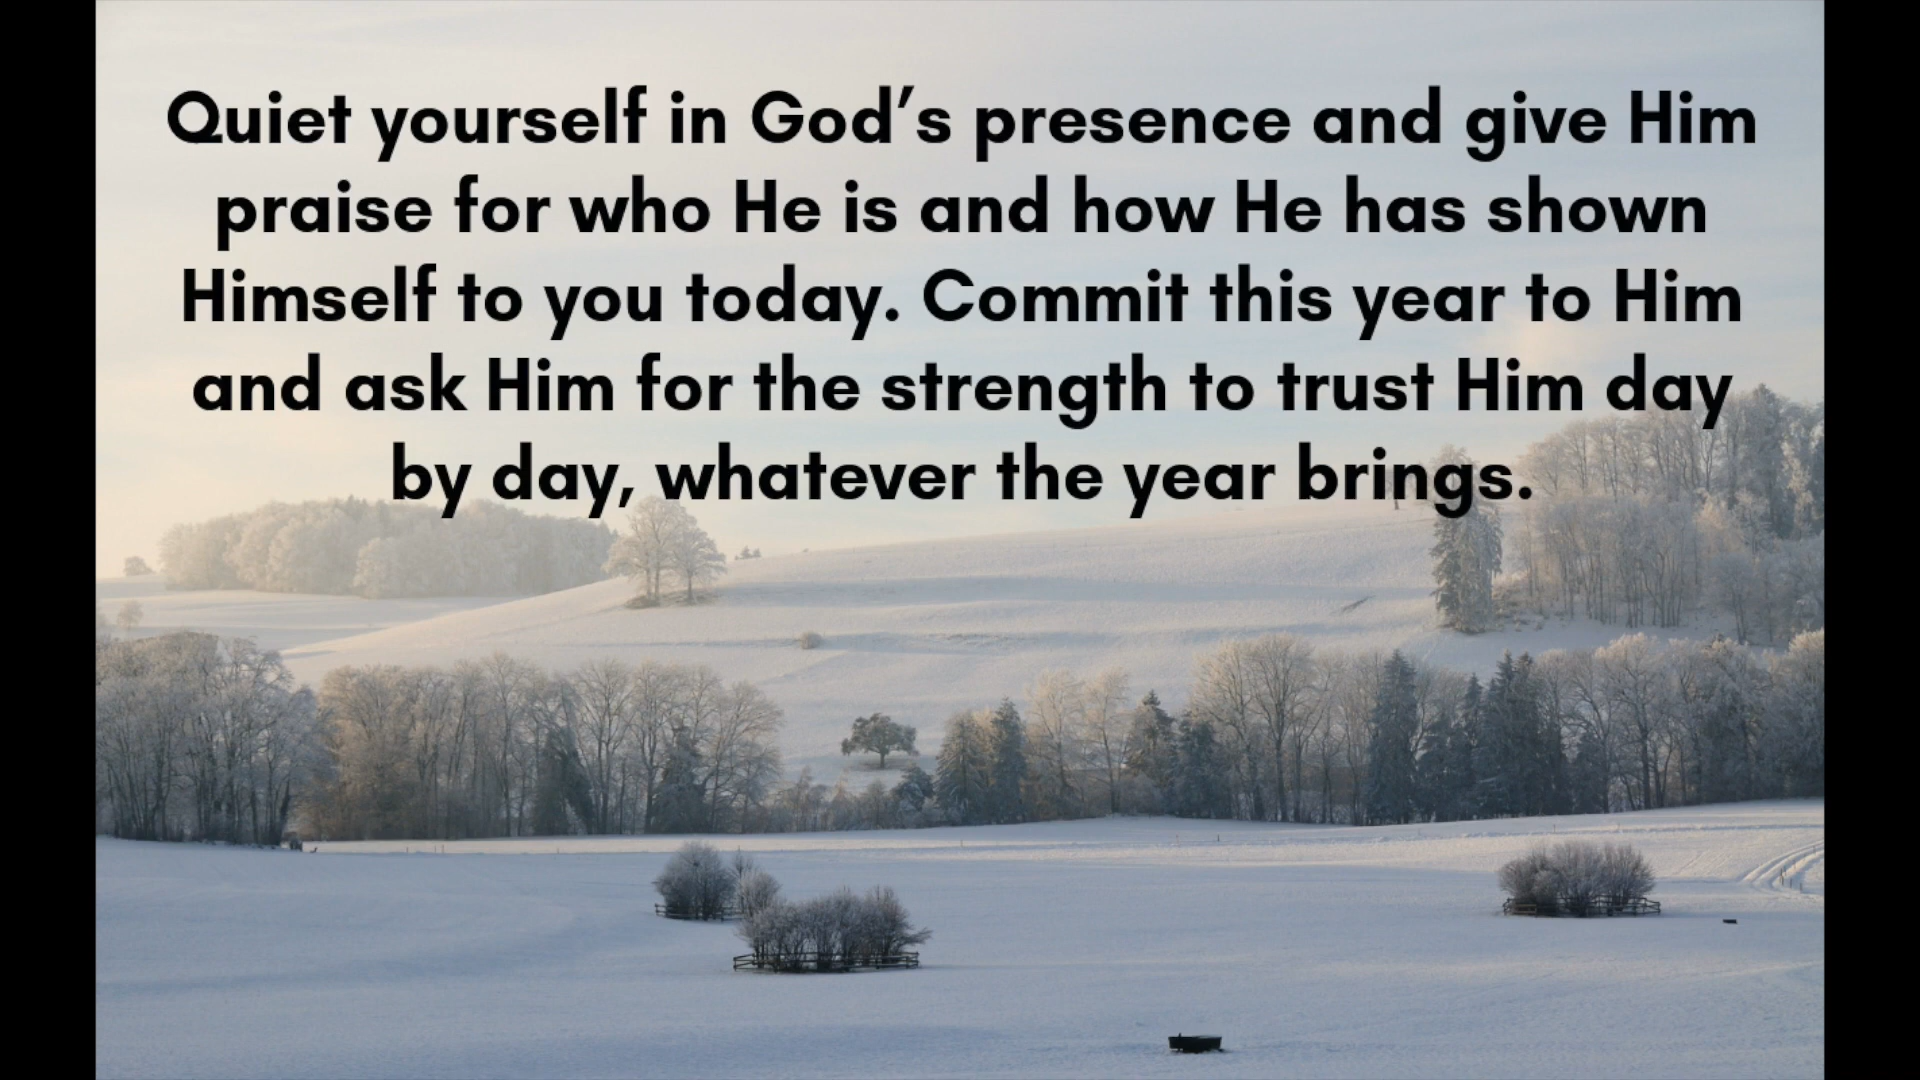 Quiet yourself in God’s presence and give Him
praise for who He is and how He has shown
Himself to you today. Commit this year to Him
and ask Him for the strength to trust Him day
by day, whatever the year brings.